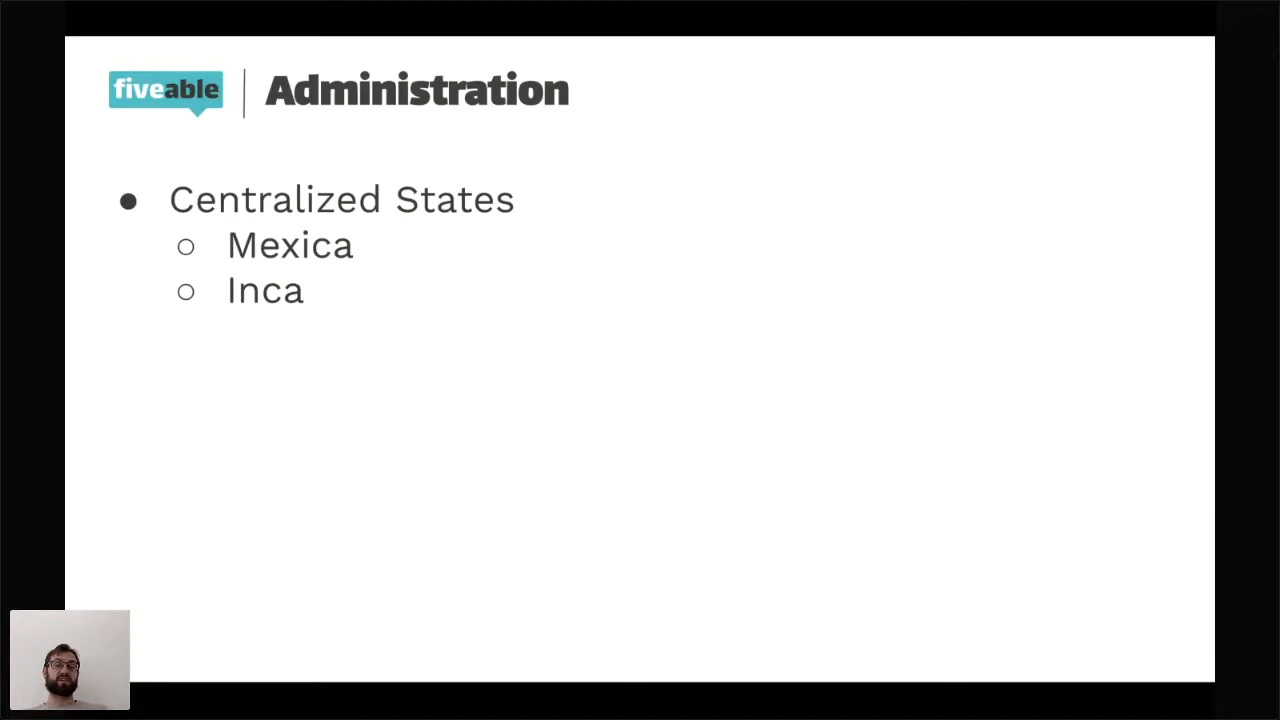 fiveable | Administration
● Centralized States
○ Mexica
○ Inca